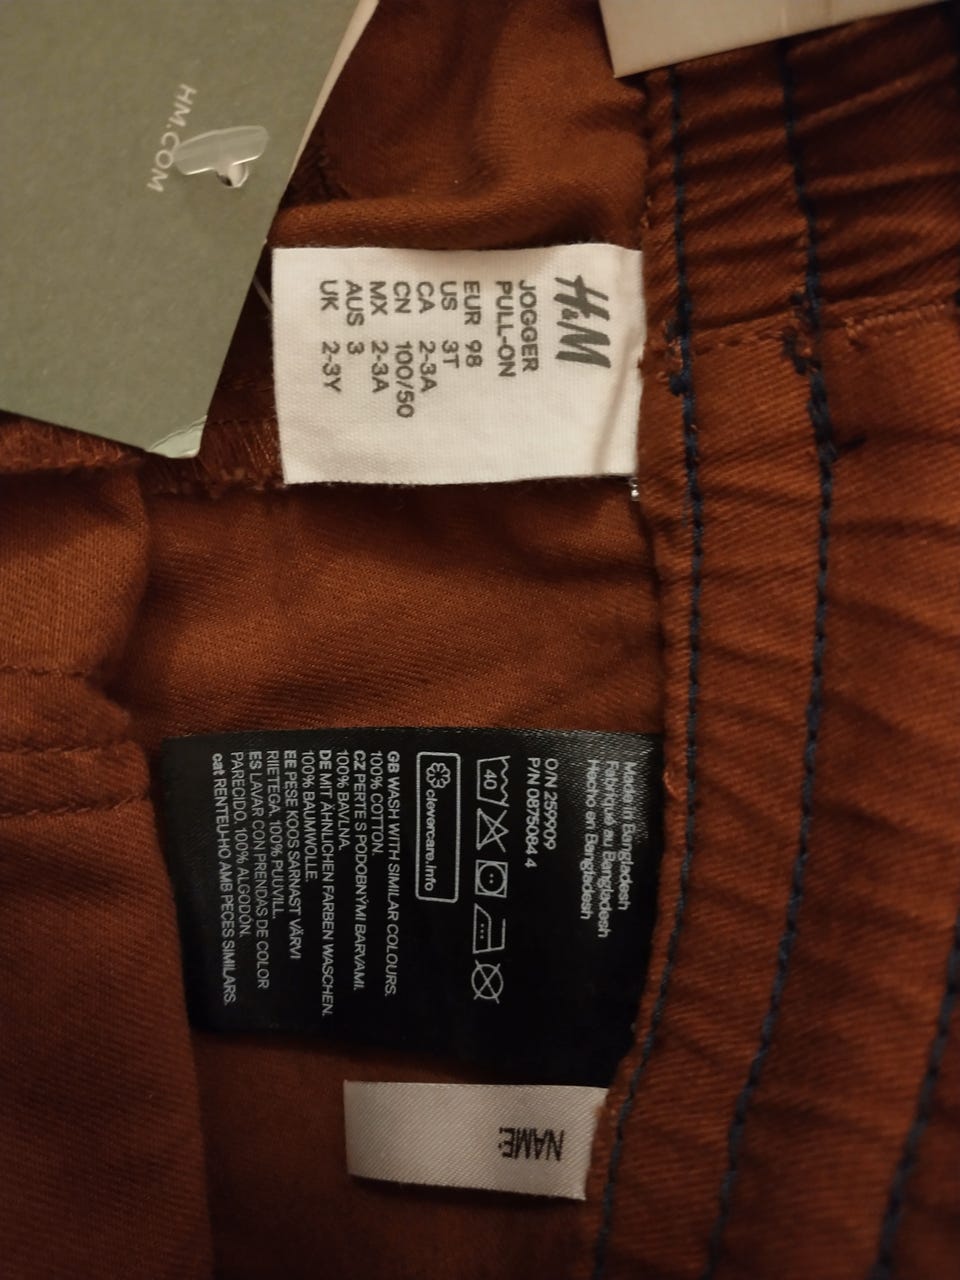 HM.COM
H&M
JOGGER
PULL-ON
EUR 98
US 3T
CA 2-3A
CN 100/50
MX 2-3A
AUS 3
UK 2-3Y
Made in Bangladesh
Fabriqué au Bangladesh
Hecho en Bangladesh
O/N 259909
P/N 0875084 4
40
clevercare.info
GB WASH WITH SIMILAR COLOURS.
100% COTTON.
CZ PERTE S PODOBNÝMI BARVAMI.
100% BAVLNA.
DE MIT ÄHNLICHEN FARBEN WASCHEN.
100% BAUMWOLLE.
EE PESE KOOS SARNAST VÄRVI
RIIETEGA. 100% PUUVILL.
ES LAVAR CON PRENDAS DE COLOR
PARECIDO. 100% ALGODÓN.
cat RENTEU-HO AMB PECES SIMILARS.
NAME: